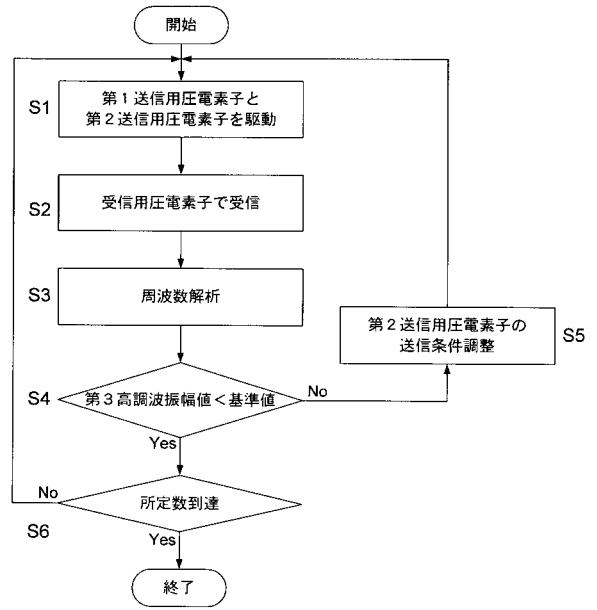 開始
S1
第1送信用圧電素子と
第2送信用圧電素子を駆動
S2
受信用圧電素子で受信
S3
周波数解析
第2送信用圧電素子の
送信条件調整
S5
S4
第3高調波振幅値<基準値
No
Yes
No
所定数到達
S6
Yes
終了